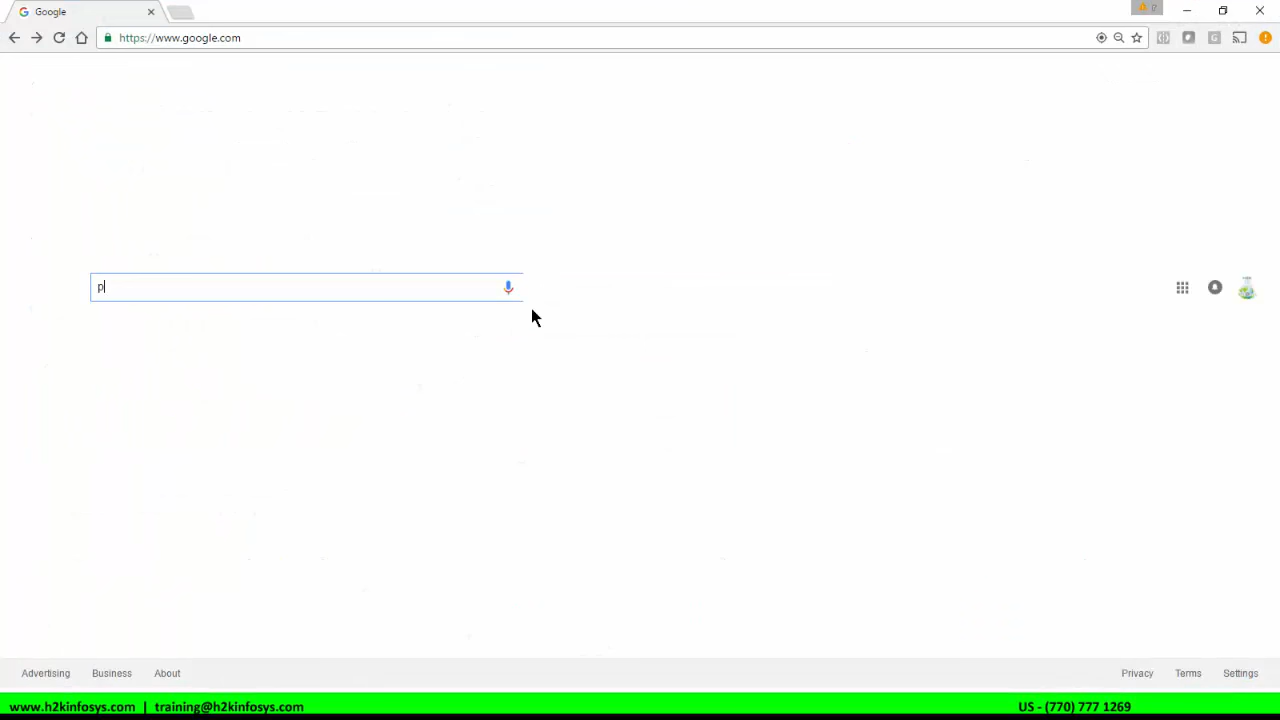 Google
https://www.google.com
p
Advertising Business About
Privacy Terms Settings
www.h2kinfosys.com | training@h2kinfosys.com
US - (770) 777 1269